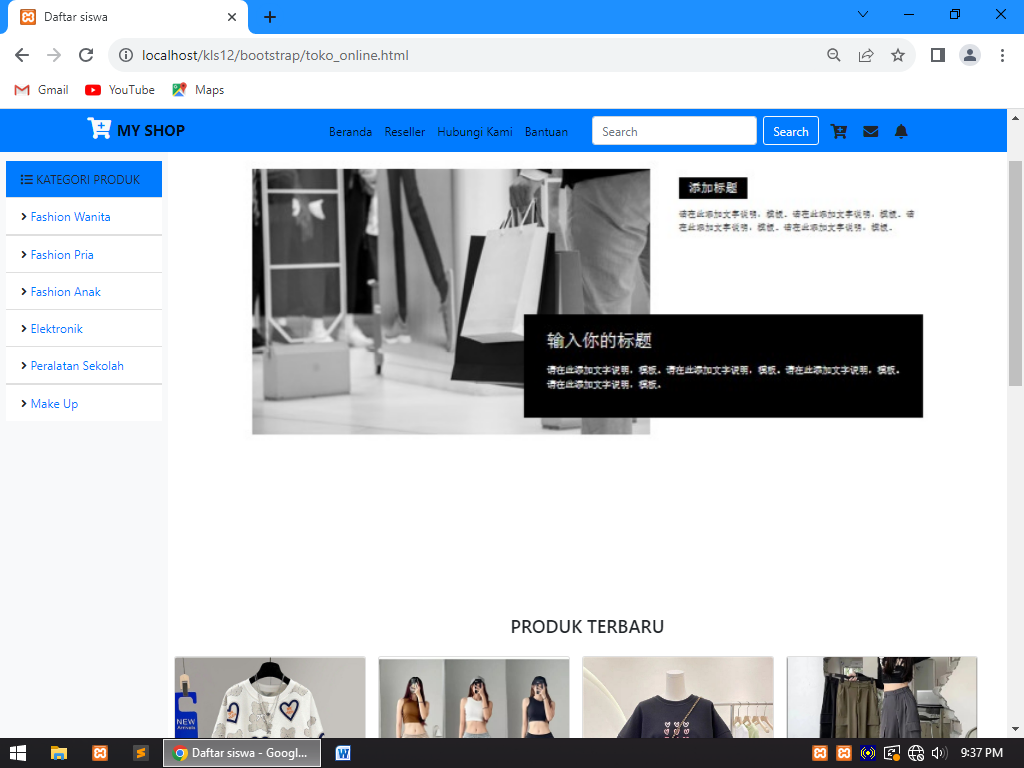 Daftar siswa
localhost/kls12/bootstrap/toko_online.html
Gmail
YouTube
Maps
MY SHOP
Beranda
Reseller
Hubungi Kami
Bantuan
Search
Search
KATEGORI PRODUK
Fashion Wanita
Fashion Pria
Fashion Anak
Elektronik
Peralatan Sekolah
Make Up
添加标题
请在此添加文字说明，模板。请在此添加文字说明，模板。请
在此添加文字说明，模板。请在此添加文字说明，模板。
输入你的标题
请在此添加文字说明，模板。请在此添加文字说明，模板。请在此添加文字说明，模板。
请在此添加文字说明，模板。
PRODUK TERBARU
NEW
Arrivals
Daftar siswa - Googl...
9:37 PM